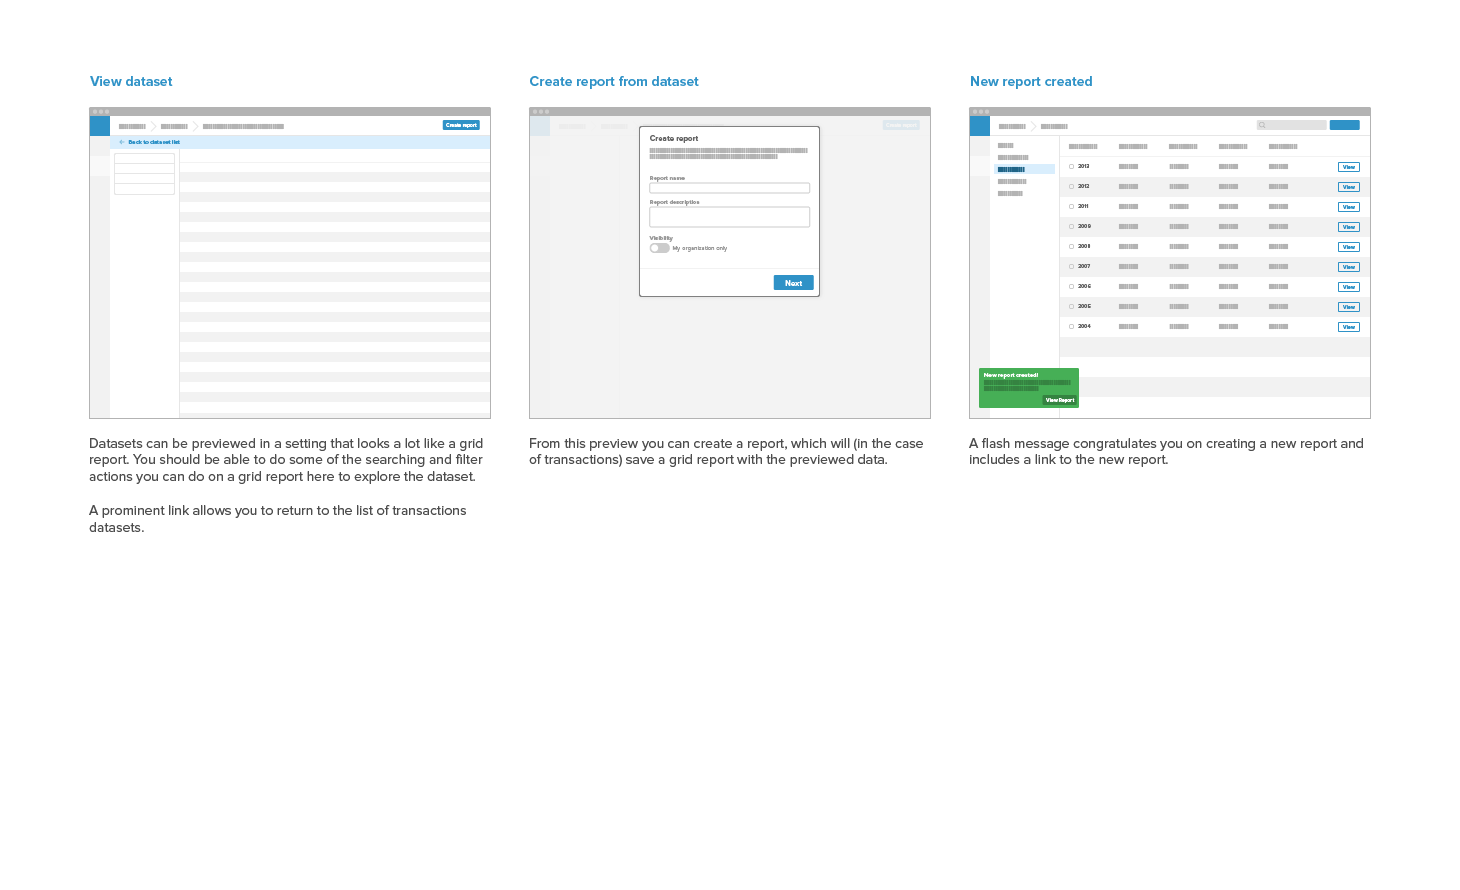 View dataset
Create report
Back to dataset list
Datasets can be previewed in a setting that looks a lot like a grid
report. You should be able to do some of the searching and filter
actions you can do on a grid report here to explore the dataset.
A prominent link allows you to return to the list of transactions
datasets.
Create report from dataset
Create report
Create report
Report name
Report description
Visibility
My organization only
Next
From this preview you can create a report, which will (in the case
of transactions) save a grid report with the previewed data.
New report created
2013 View
2012 View
2011 View
2009 View
2008 View
2007 View
2006 View
2005 View
2004 View
New report created!
View Report
A flash message congratulates you on creating a new report and
includes a link to the new report.